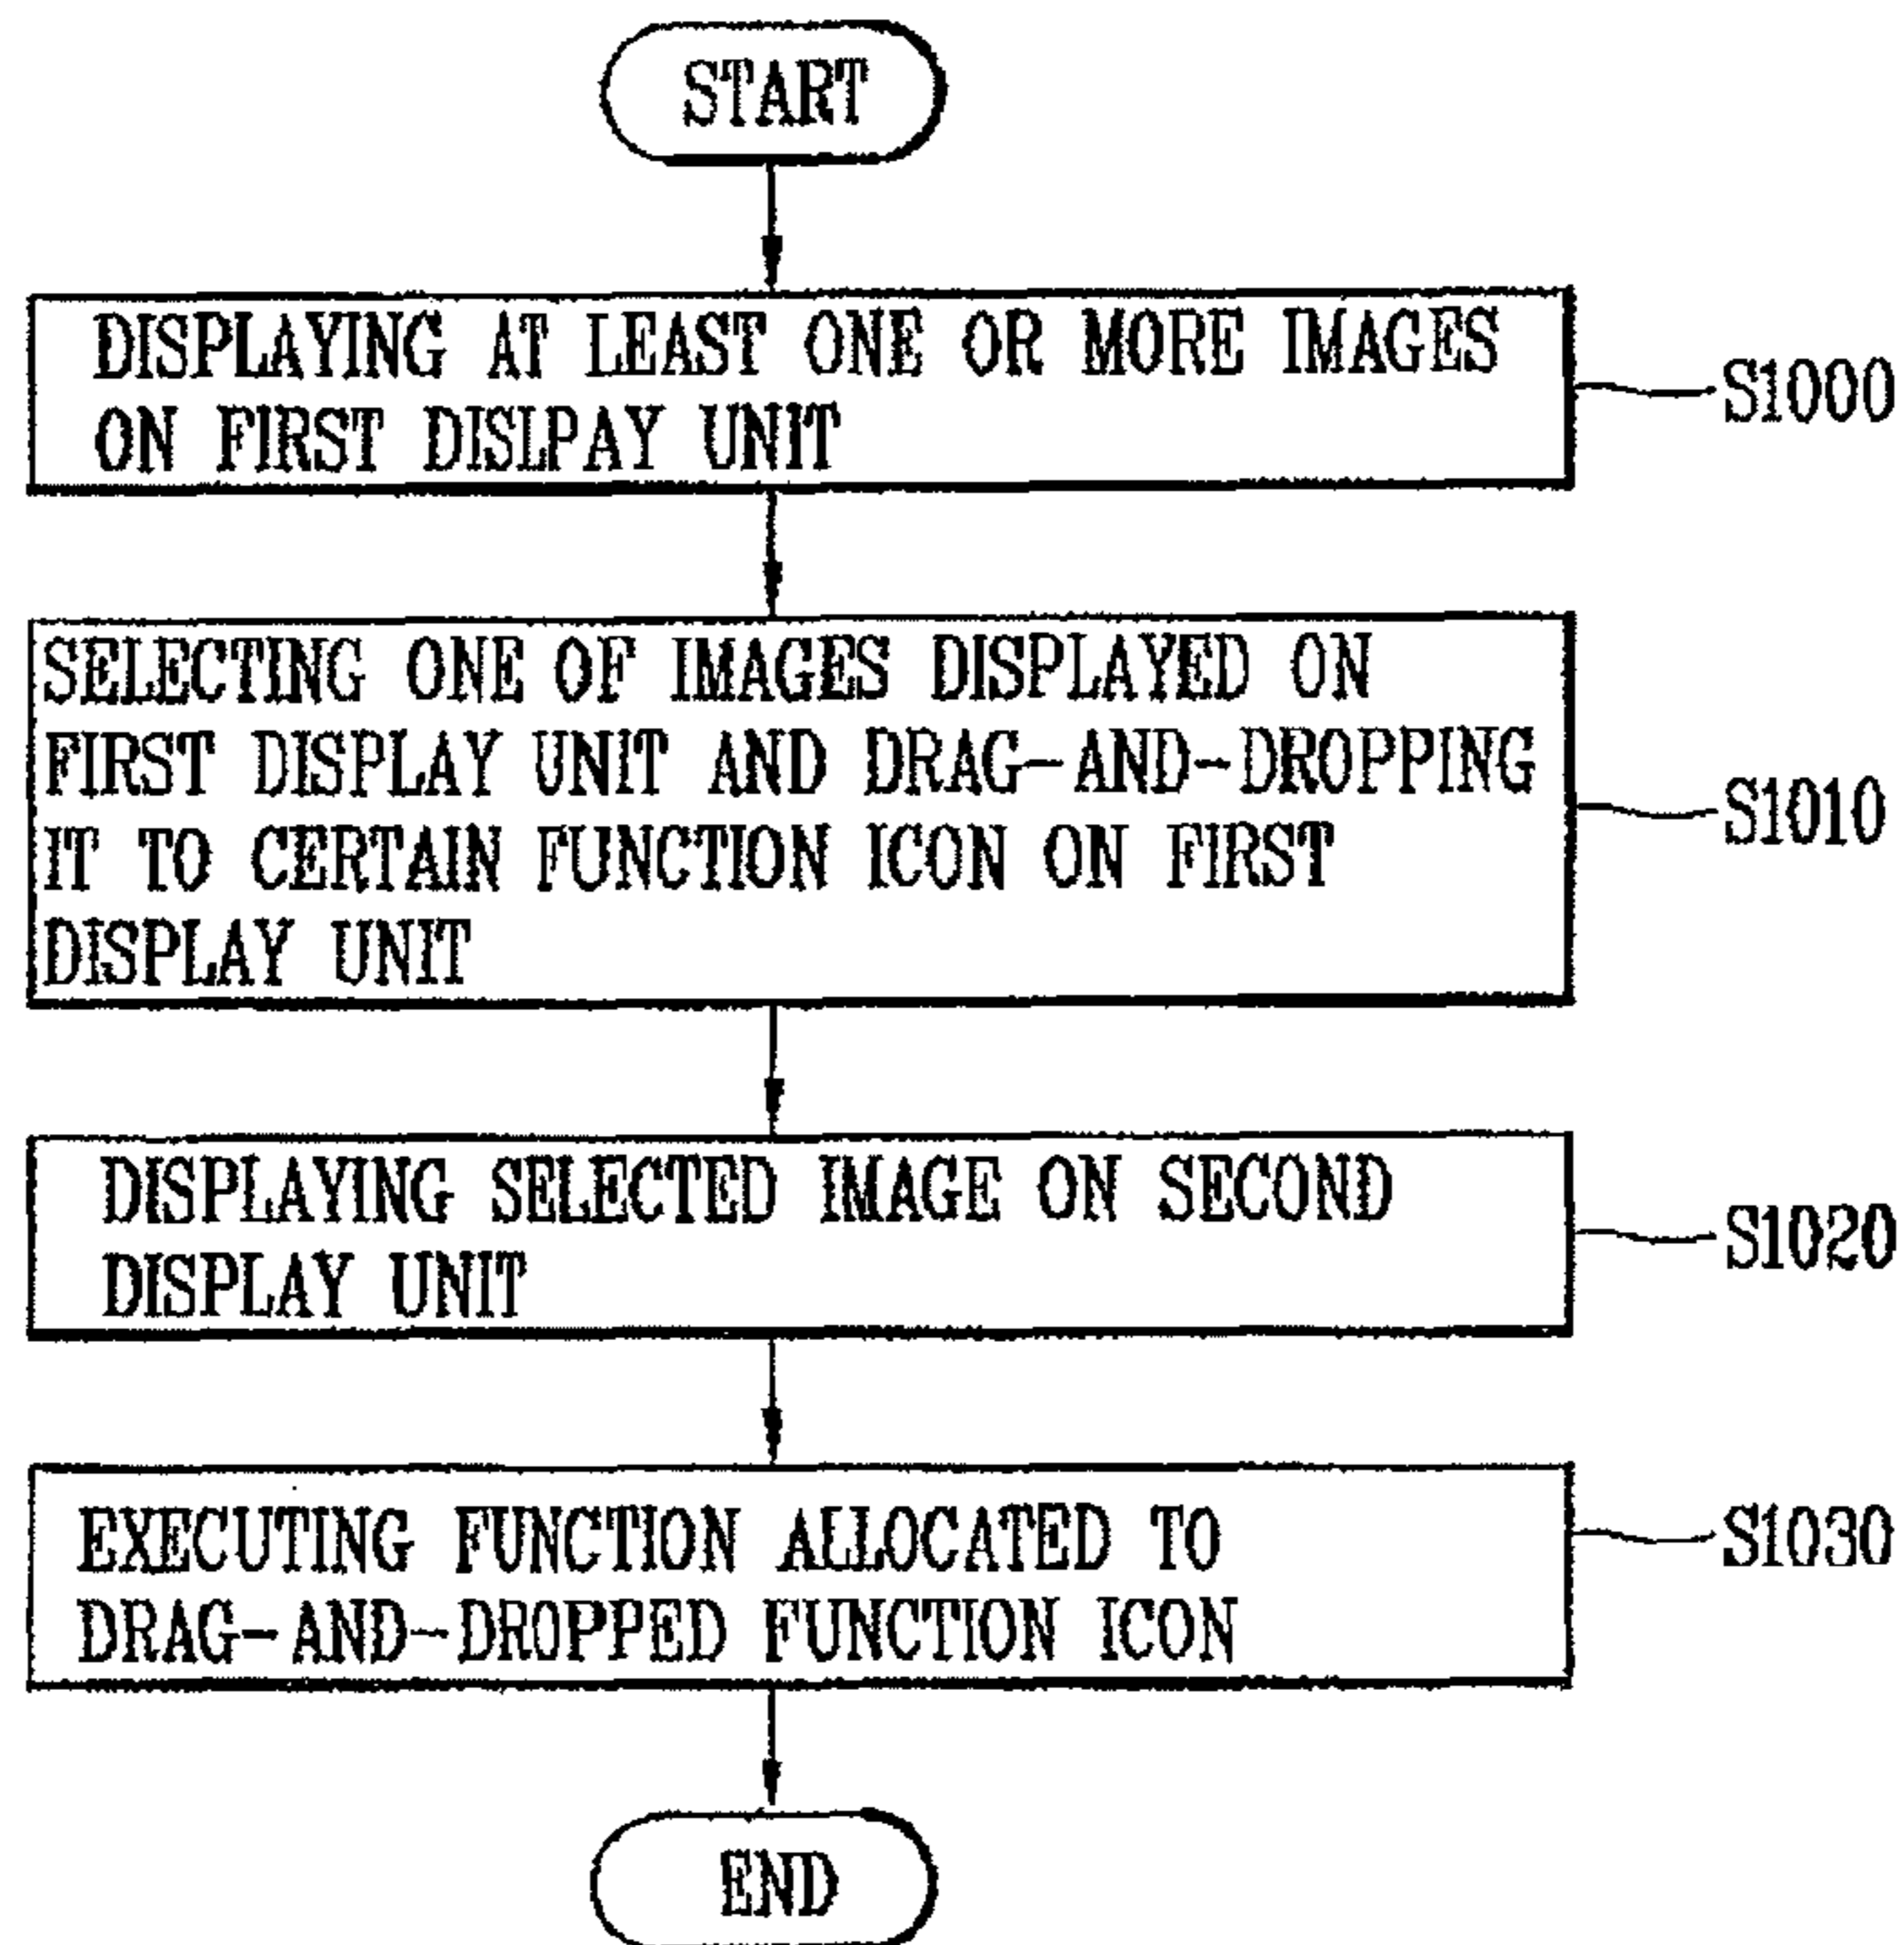 START
DISPLAYING AT LEAST ONE OR MORE IMAGES
ON FIRST DISLPAY UNIT
S1000
SELECTING ONE OF IMAGES DISPLAYED ON
FIRST DISPLAY UNIT AND DRAG-AND-DROPPING
IT TO CERTAIN FUNCTION ICON ON FIRST
DISPLAY UNIT
S1010
DISPLAYING SELECTED IMAGE ON SECOND
DISPLAY UNIT
S1020
EXECUTING FUNCTION ALLOCATED TO
DRAG-AND-DROPPED FUNCTION ICON
S1030
END